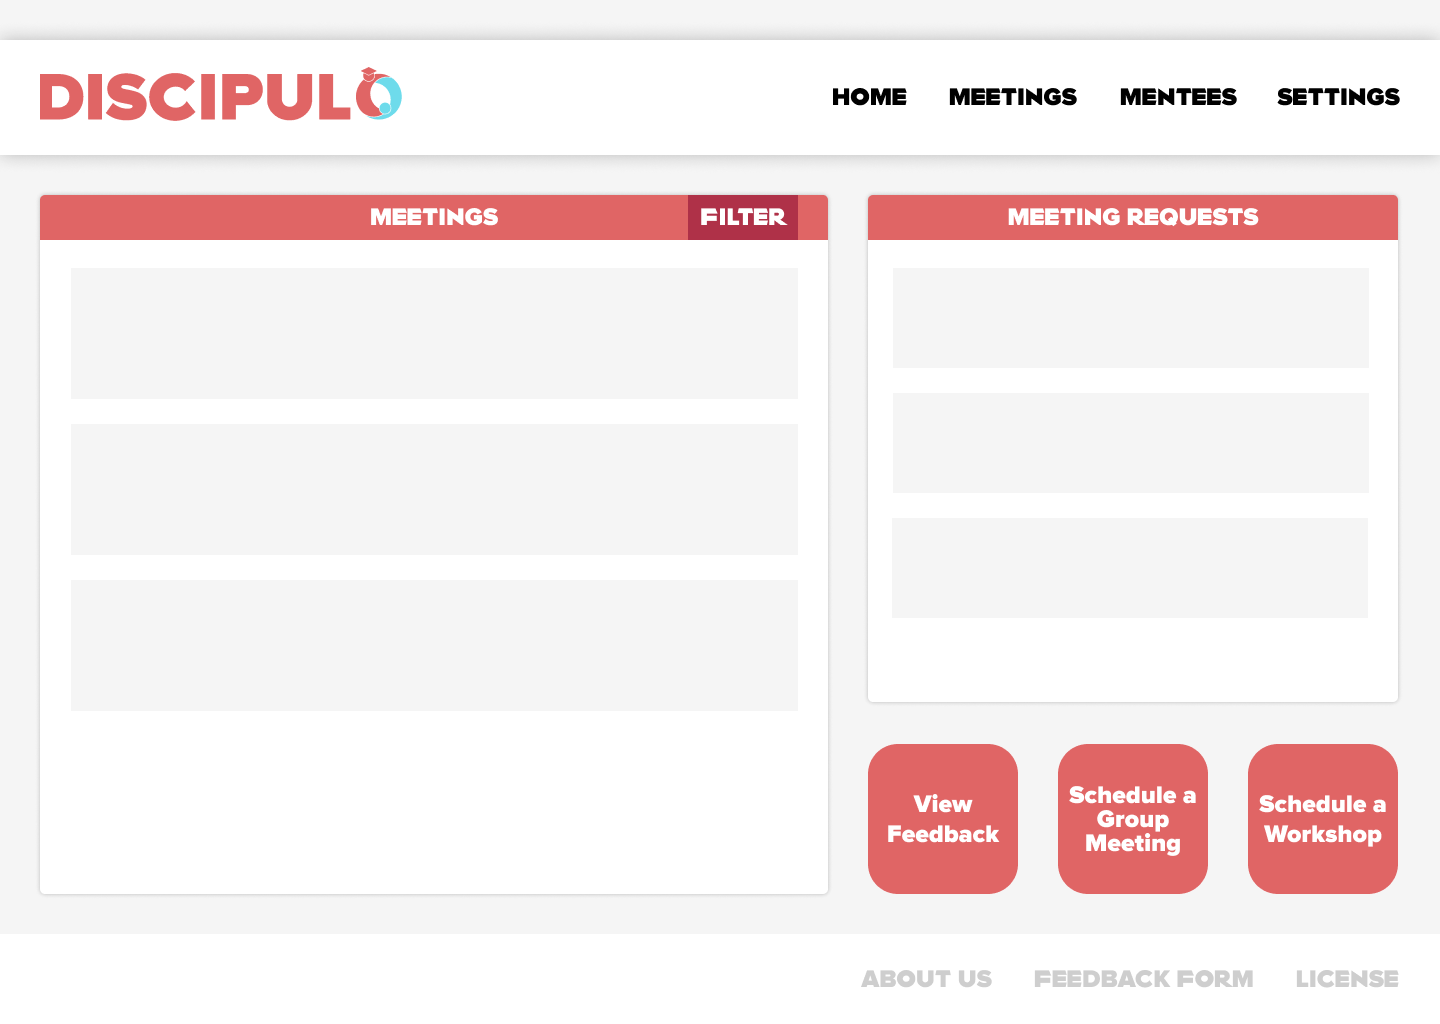 DISCIPULO
HOME MEETINGS MENTEES SETTINGS
MEETINGS FILTER
MEETING REQUESTS
View
Feedback
Schedule a
Group
Meeting
Schedule a
Workshop
ABOUT US FEEDBACK FORM LICENSE